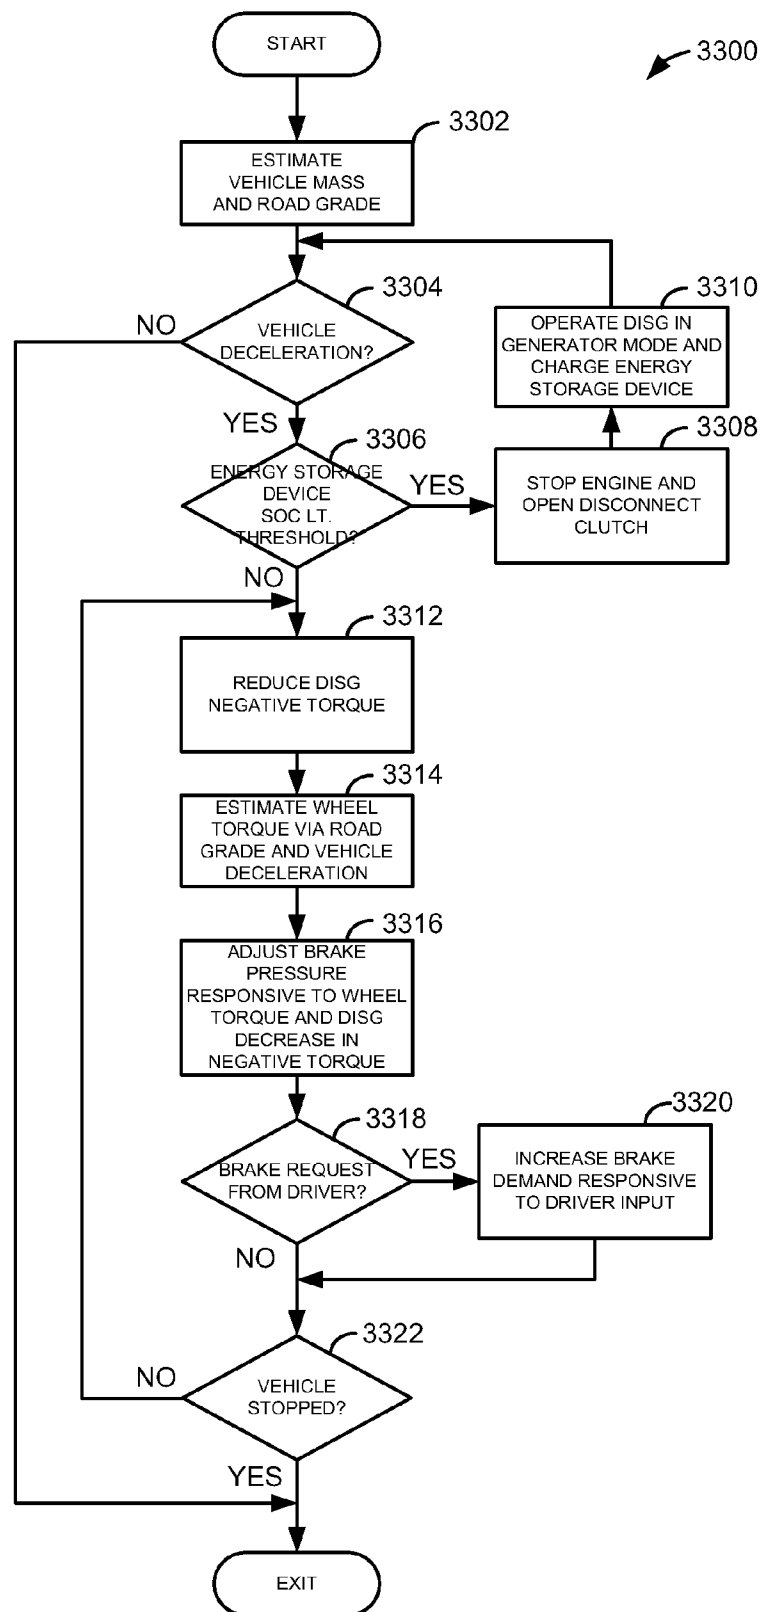 START
3300
3302
ESTIMATE
VEHICLE MASS
AND ROAD GRADE
3304
NO
VEHICLE
DECELERATION?
3310
OPERATE DISG IN
GENERATOR MODE AND
CHARGE ENERGY
STORAGE DEVICE
YES
3306
ENERGY STORAGE
DEVICE
SOC LT.
THRESHOLD?
YES
3308
STOP ENGINE AND
OPEN DISCONNECT
CLUTCH
NO
3312
REDUCE DISG
NEGATIVE TORQUE
3314
ESTIMATE WHEEL
TORQUE VIA ROAD
GRADE AND VEHICLE
DECELERATION
3316
ADJUST BRAKE
PRESSURE
RESPONSIVE TO WHEEL
TORQUE AND DISG
DECREASE IN
NEGATIVE TORQUE
3318
BRAKE REQUEST
FROM DRIVER?
YES
3320
INCREASE BRAKE
DEMAND RESPONSIVE
TO DRIVER INPUT
NO
3322
NO
VEHICLE
STOPPED?
YES
EXIT